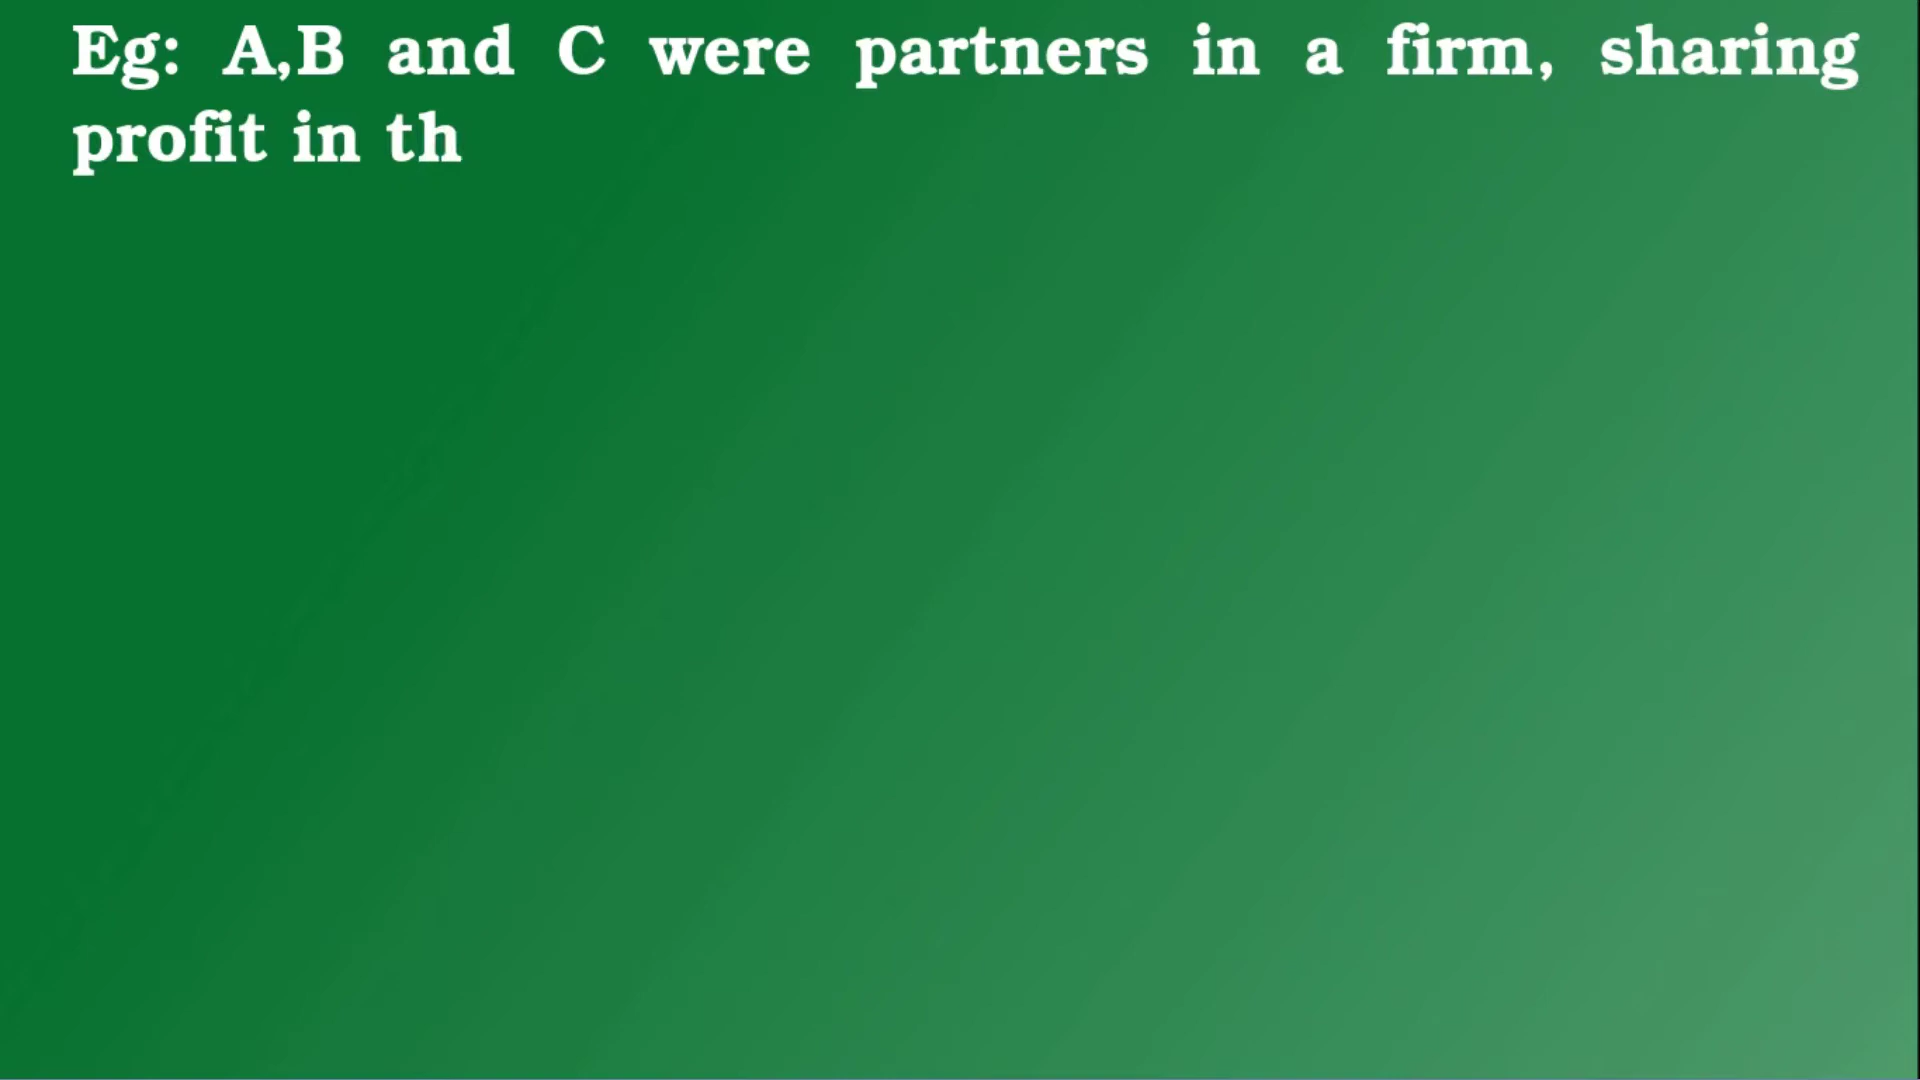 Eg: A,B and C were partners in a firm, sharing
profit in th